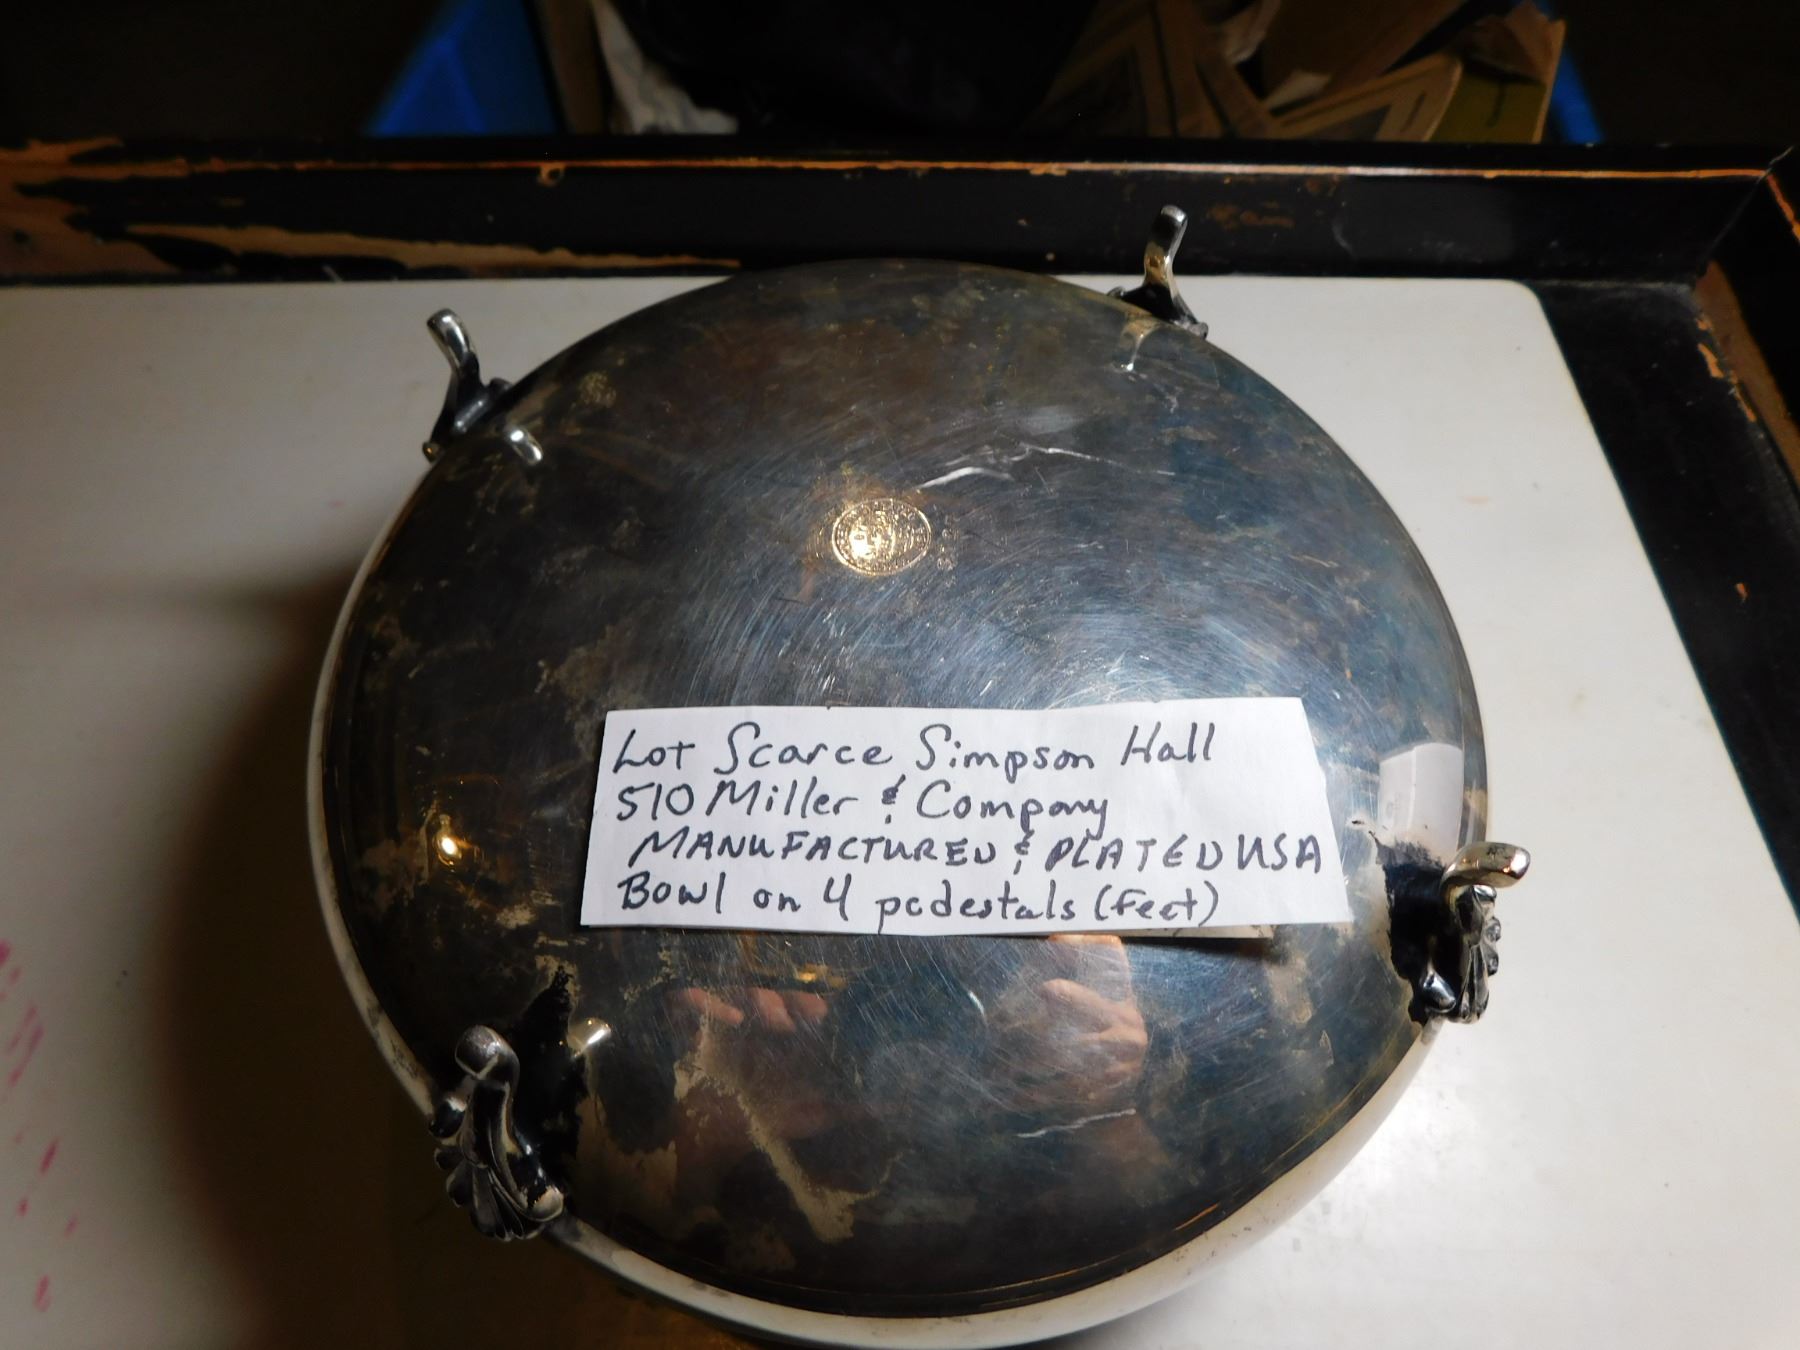 Lot Scarce Simpson Hall
510 Miller & Company
MANUFACTURED & PLATED USA
Bowl on 4 pedestals (feet)